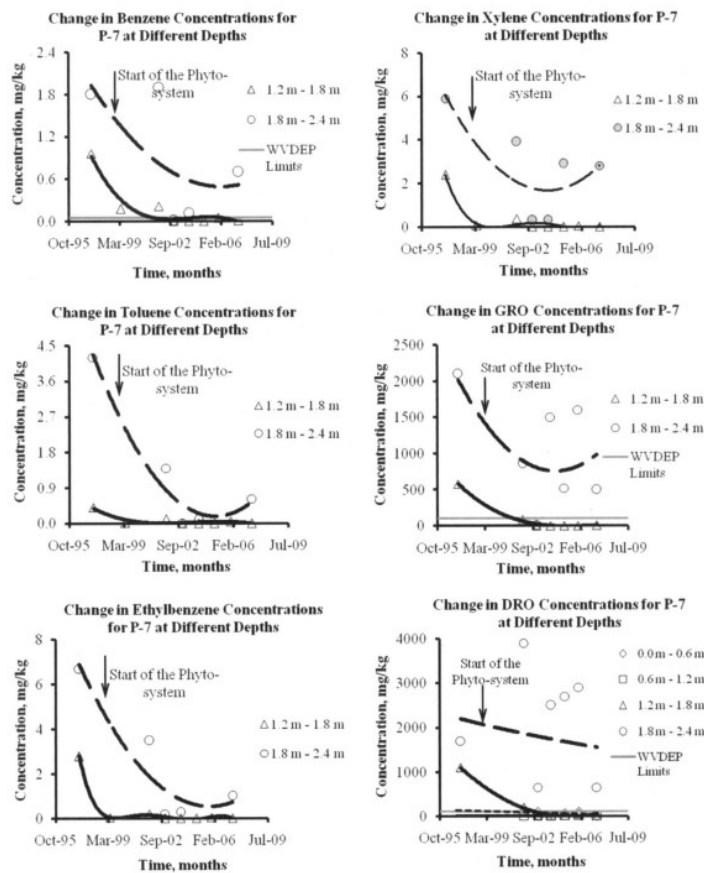 Change in Benzene Concentrations for
P-7 at Different Depths
Concentration, mg/kg
2.4
1.8
1.2
0.6
0.0
Start of the Phyto-
system
1.2 m - 1.8 m
1.8 m - 2.4 m
WVDEP
Limits
Oct-95 Mar-99 Sep-02 Feb-06 Jul-09
Time, months
Change in Xylene Concentrations for P-7
at Different Depths
Concentration, mg/kg
8
6
4
2
0
Start of the Phyto-
system
1.2 m - 1.8 m
1.8 m - 2.4 m
Oct-95 Mar-99 Sep-02 Feb-06 Jul-09
Time, months
Change in Toluene Concentrations for
P-7 at Different Depths
Concentration, mg/kg
4.5
3.6
2.7
1.8
0.9
0.0
Start of the Phyto-
system
1.2 m - 1.8 m
1.8 m - 2.4 m
Oct-95 Mar-99 Sep-02 Feb-06 Jul-09
Time, months
Change in GRO Concentrations for P-7
at Different Depths
Concentration, mg/kg
2500
2000
1500
1000
500
0
Start of the Phyto-
system
1.2 m - 1.8 m
1.8 m - 2.4 m
WVDEP
Limits
Oct-95 Mar-99 Sep-02 Feb-06 Jul-09
Time, months
Change in Ethylbenzene Concentrations
for P-7 at Different Depths
Concentration, mg/kg
8
6
4
2
0
Start of the Phyto-
system
1.2 m - 1.8 m
1.8 m - 2.4 m
Oct-95 Mar-99 Sep-02 Feb-06 Jul-09
Time, months
Change in DRO Concentrations for P-7
at Different Depths
Concentration, mg/kg
4000
3000
2000
1000
0
Start of the
Phyto-system
0.0 m - 0.6 m
0.6 m - 1.2 m
1.2 m - 1.8 m
1.8 m - 2.4 m
WVDEP
Limits
Oct-95 Mar-99 Sep-02 Feb-06 Jul-09
Time, months